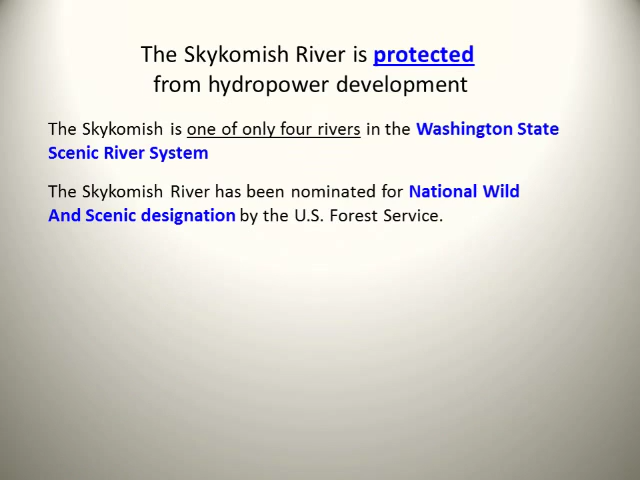 The Skykomish River is protected
from hydropower development
The Skykomish is one of only four rivers in the Washington State
Scenic River System
The Skykomish River has been nominated for National Wild
And Scenic designation by the U.S. Forest Service.